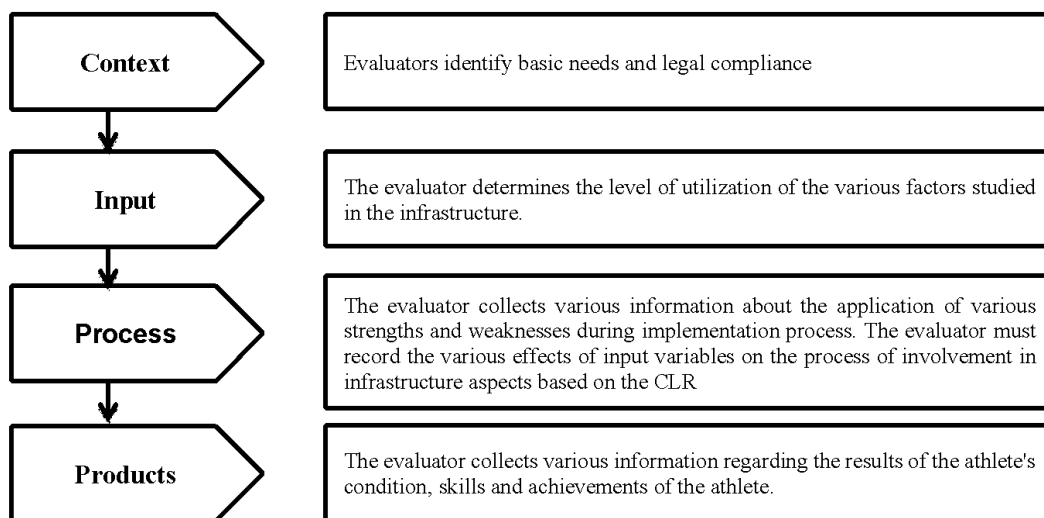 Context
Evaluators identify basic needs and legal compliance
Input
The evaluator determines the level of utilization of the various factors studied
in the infrastructure.
Process
The evaluator collects various information about the application of various
strengths and weaknesses during implementation process. The evaluator must
record the various effects of input variables on the process of involvement in
infrastructure aspects based on the CLR
Products
The evaluator collects various information regarding the results of the athlete's
condition, skills and achievements of the athlete.